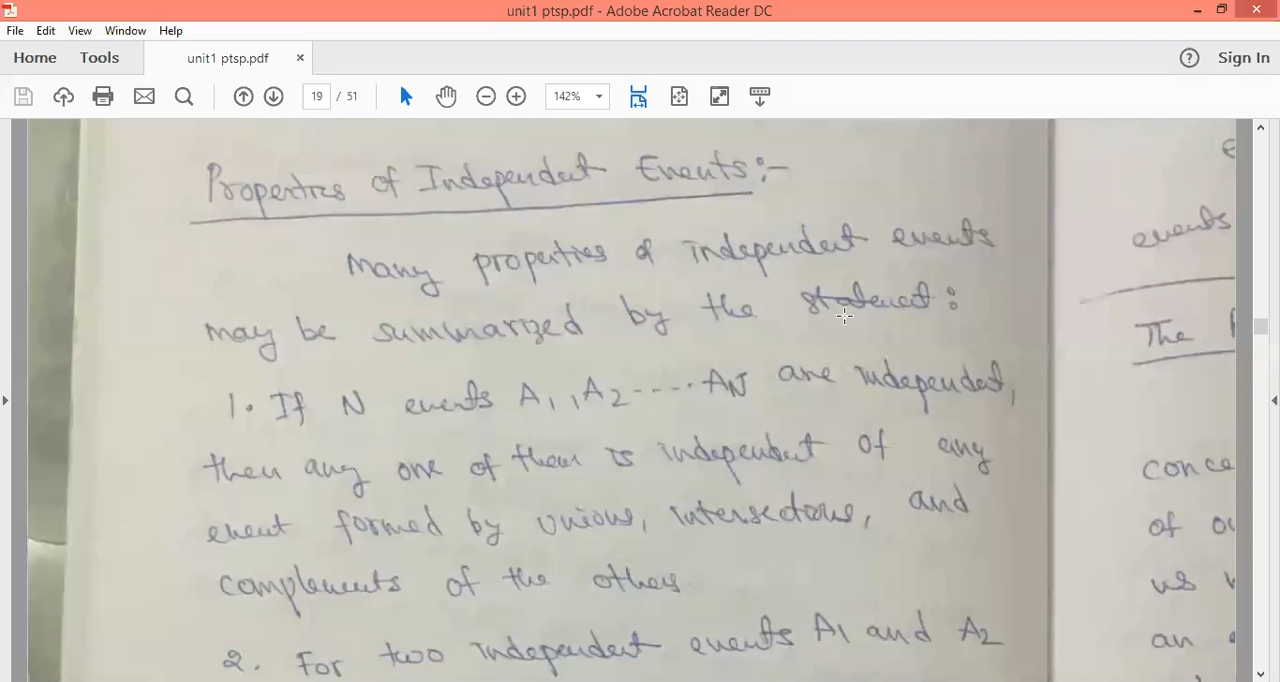 unit1 ptsp.pdf - Adobe Acrobat Reader DC
File Edit View Window Help
Home Tools unit1 ptsp.pdf × Sign In
19 / 51 142%
Properties of Independent Events:-
Many properties of independent events
may be summarized by the statement:
1. If N events A1, A2 ..... AN are independent,
then any one of them is independent of any
event formed by unions, intersections, and
complements of the others.
2. For two independent events A1 and A2
events
The
conce
of ou
us
an